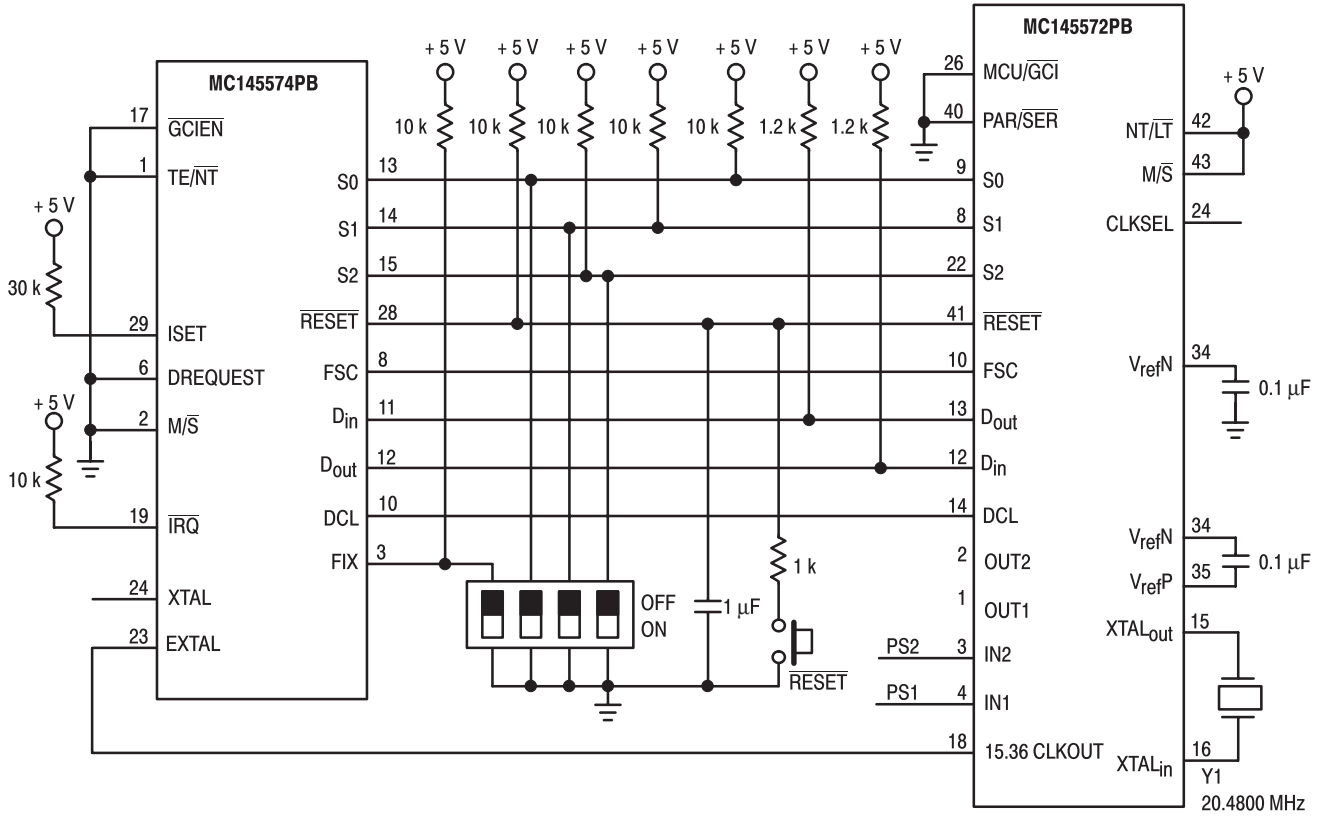 MC145572PB
+ 5 V + 5 V + 5 V + 5 V + 5 V + 5 V + 5 V
MC145574PB
26 MCU/GCI
+ 5 V
10 k 10 k 10 k 10 k 10 k 1.2 k 1.2 k
17 GCIEN
40 PAR/SER
NT/LT 42
1 TE/NT
S0 13
9 S0
M/S 43
+ 5 V
S1 14
8 S1
CLKSEL 24
30 k
S2 15
22 S2
29 ISET
RESET 28
41 RESET
6 DREQUEST
FSC 8
10 FSC
VrefN 34
0.1 µF
+ 5 V
2 M/S
Din 11
13 Dout
10 k
Dout 12
12 Din
19 IRQ
DCL 10
14 DCL
VrefN 34
FIX 3
1 k
2 OUT2
0.1 µF
VrefP 35
24 XTAL
OFF
ON
1 µF
1 OUT1
XTALout 15
23 EXTAL
PS2 3 IN2
RESET
PS1 4 IN1
18 15.36 CLKOUT
XTALin 16
Y1
20.4800 MHz